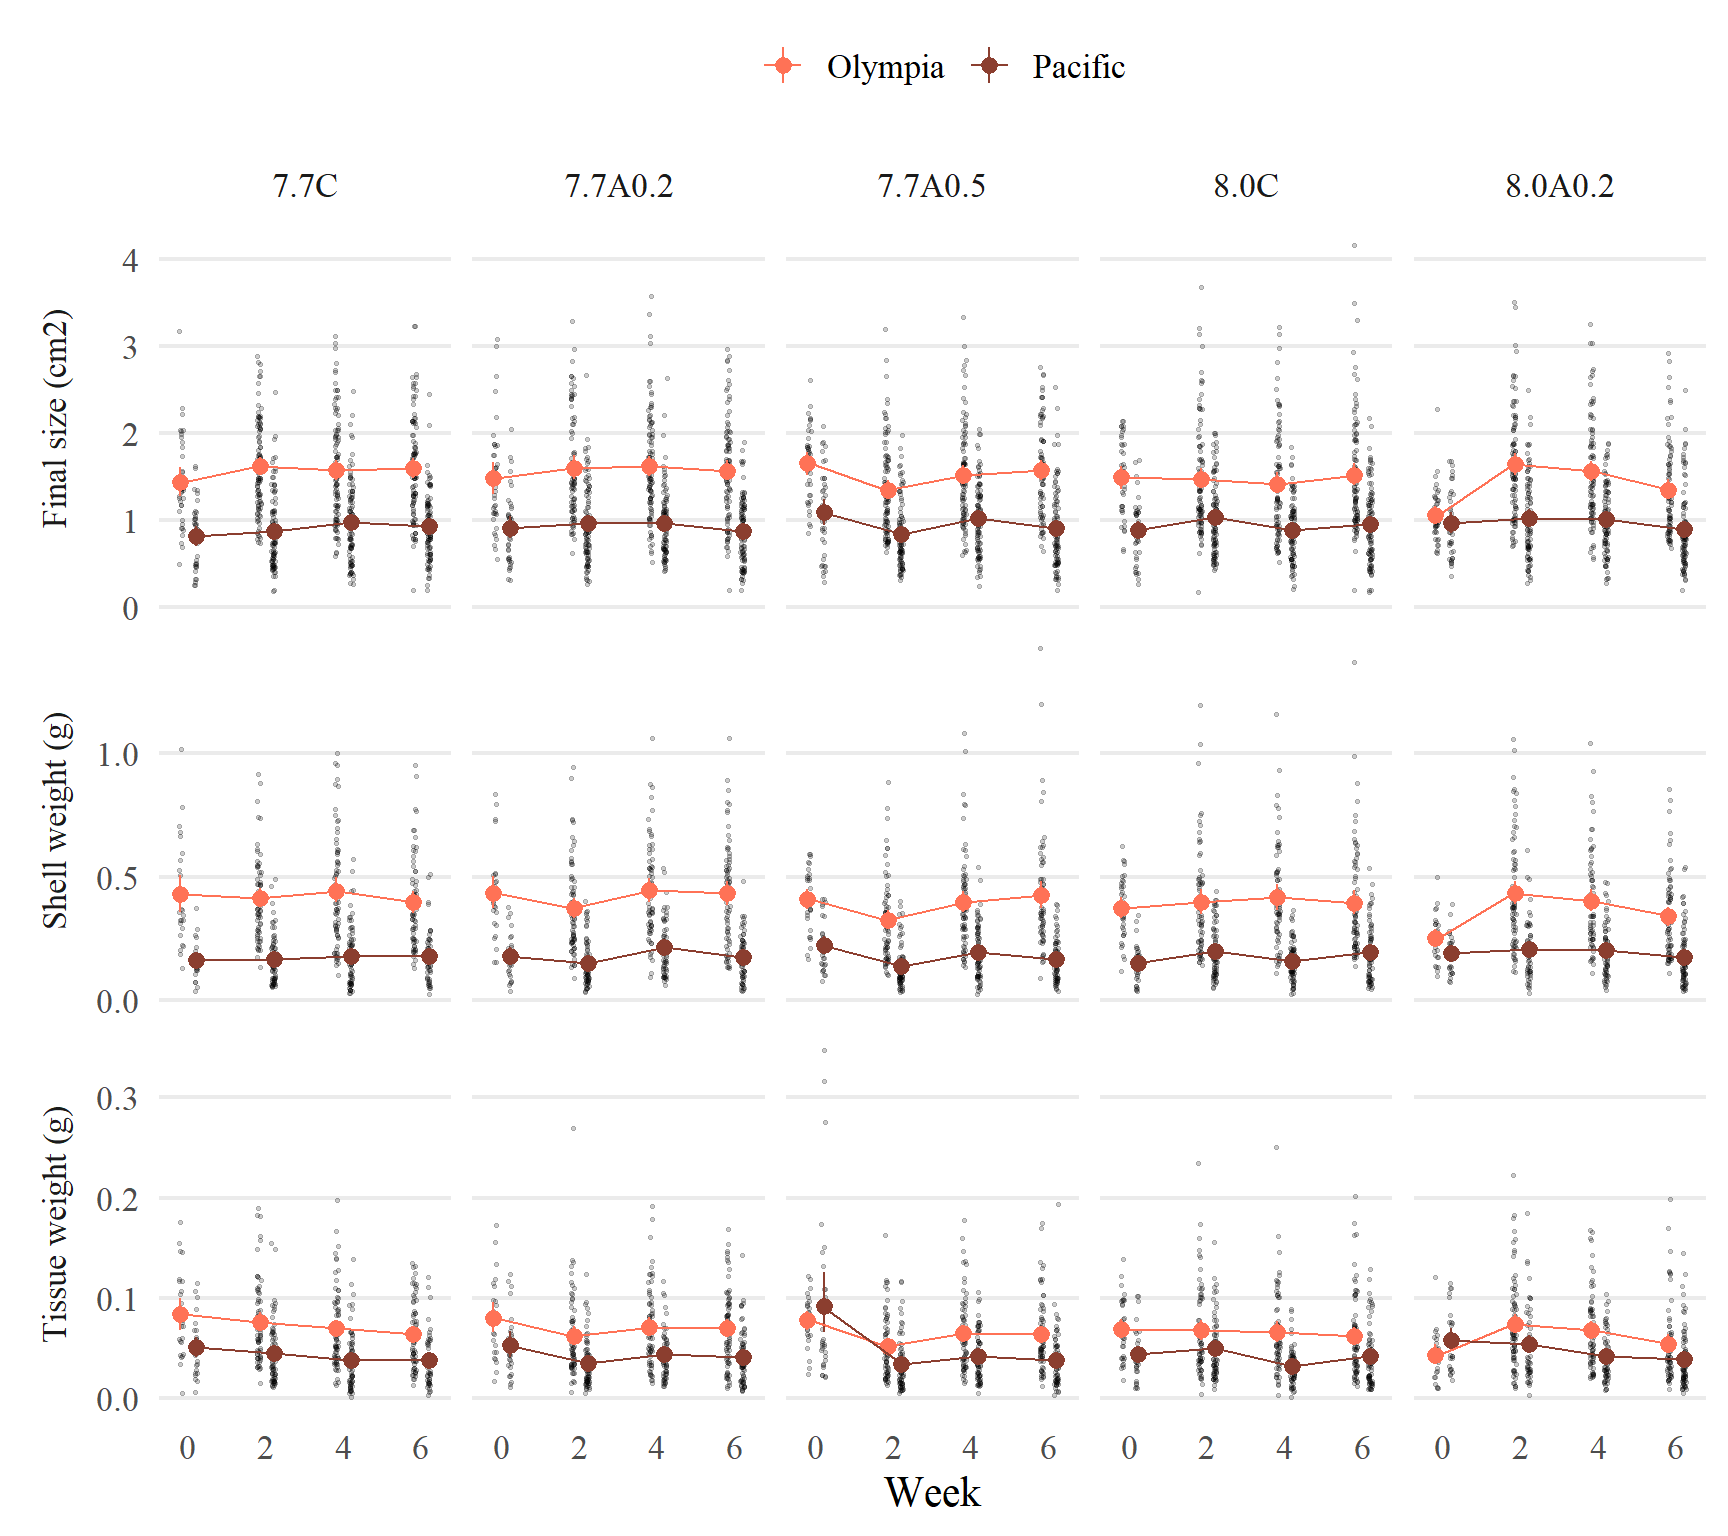 Olympia Pacific
7.7C 7.7A0.2 7.7A0.5 8.0C 8.0A0.2
Final size (cm2)
4
3
2
1
0
Shell weight (g)
1.0
0.5
0.0
Tissue weight (g)
0.3
0.2
0.1
0.0
0 2 4 6 0 2 4 6 0 2 4 6 0 2 4 6 0 2 4 6
Week